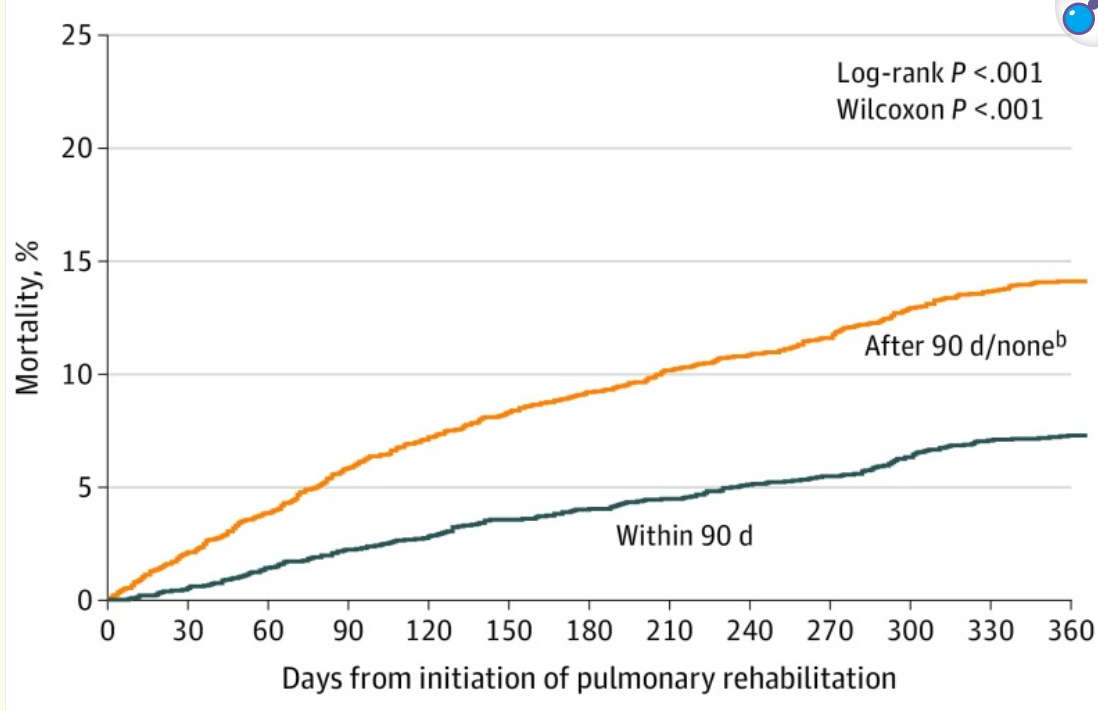 25
Log-rank P <.001
Wilcoxon P <.001
20
15
Mortality, %
After 90 d/noneᵇ
10
5
Within 90 d
0
0 30 60 90 120 150 180 210 240 270 300 330 360
Days from initiation of pulmonary rehabilitation